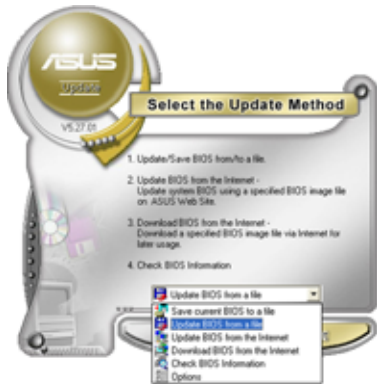 ASUS
Update
V5.27.01
Select the Update Method
1. Update/Save BIOS from/to a file.
2. Update BIOS from the Internet -
Update system BIOS using a specified BIOS image file
on ASUS Web Site.
3. Download BIOS from the Internet -
Download a specified BIOS image file via Internet for
later usage.
4. Check BIOS Information
Update BIOS from a file
Save current BIOS to a file
Update BIOS from a file
Update BIOS from the Internet
Download BIOS from the Internet
Check BIOS Information
Options